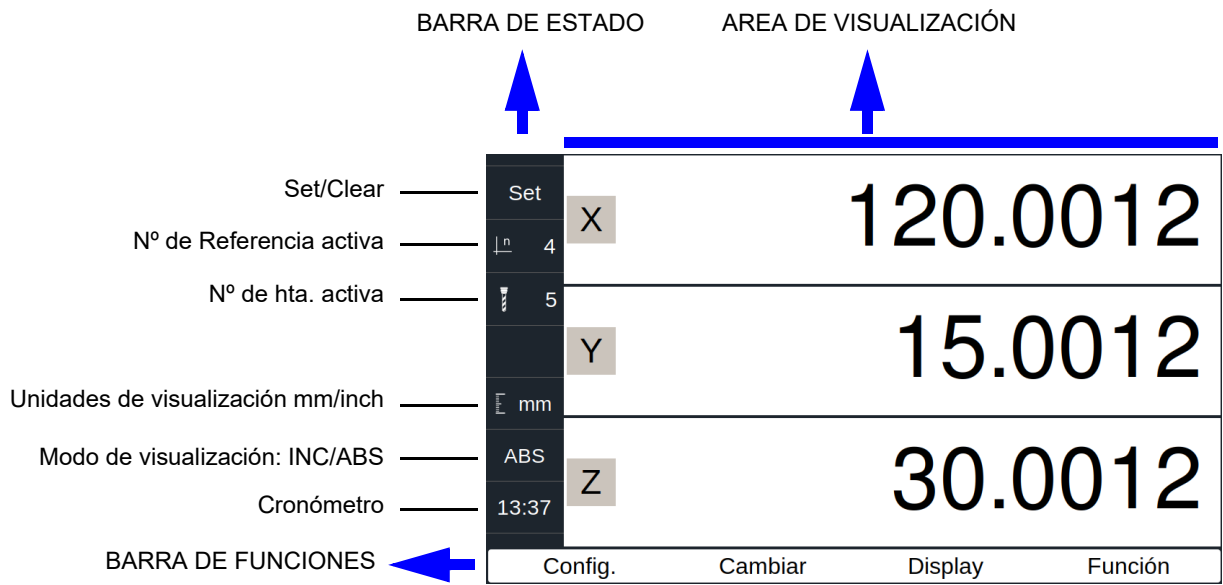 BARRA DE ESTADO AREA DE VISUALIZACIÓN
Set/Clear Set X 120.0012
Nº de Referencia activa n 4
Nº de hta. activa 5
Y 15.0012
Unidades de visualización mm/inch mm
Modo de visualización: INC/ABS ABS
Z 30.0012
Cronómetro 13:37
BARRA DE FUNCIONES Config. Cambiar Display Función